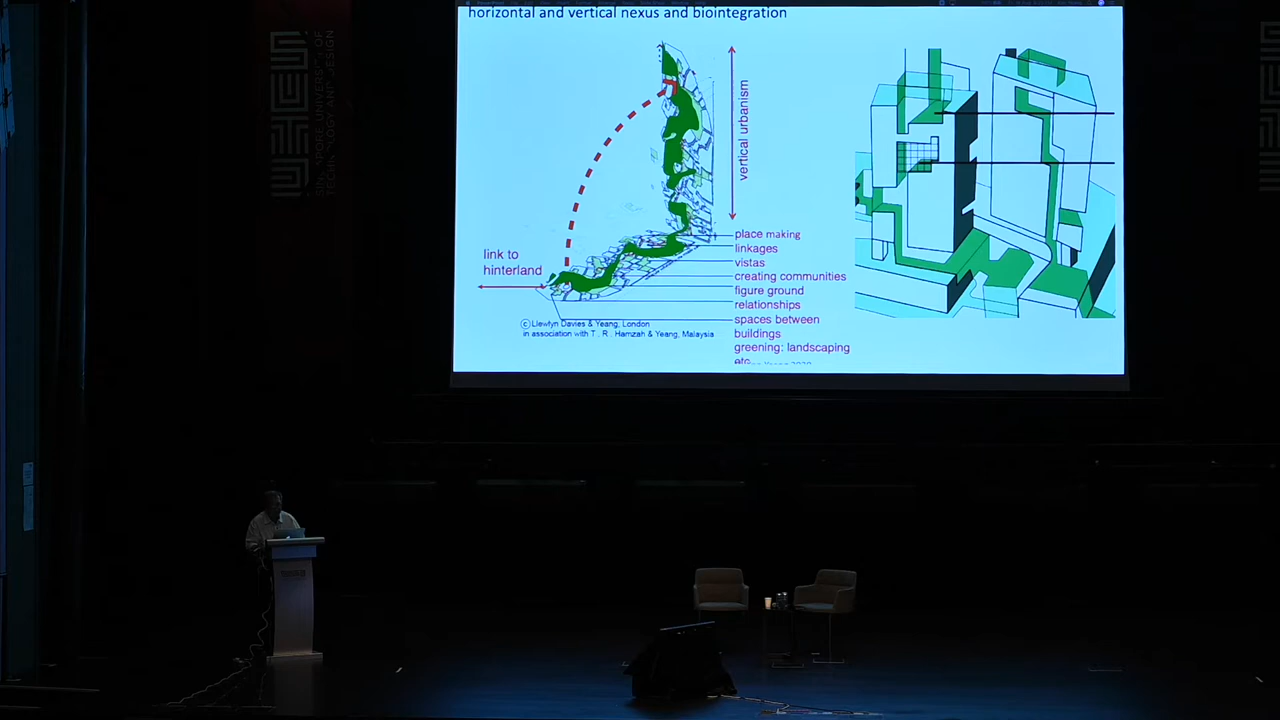 horizontal and vertical nexus and biointegration
vertical urbanism
link to
hinterland
place making
linkages
vistas
creating communities
figure ground
relationships
spaces between
buildings
greening: landscaping
etc
©Llewlyn Davies & Yeang, London
in association with T . R . Hamzah & Yeang, Malaysia